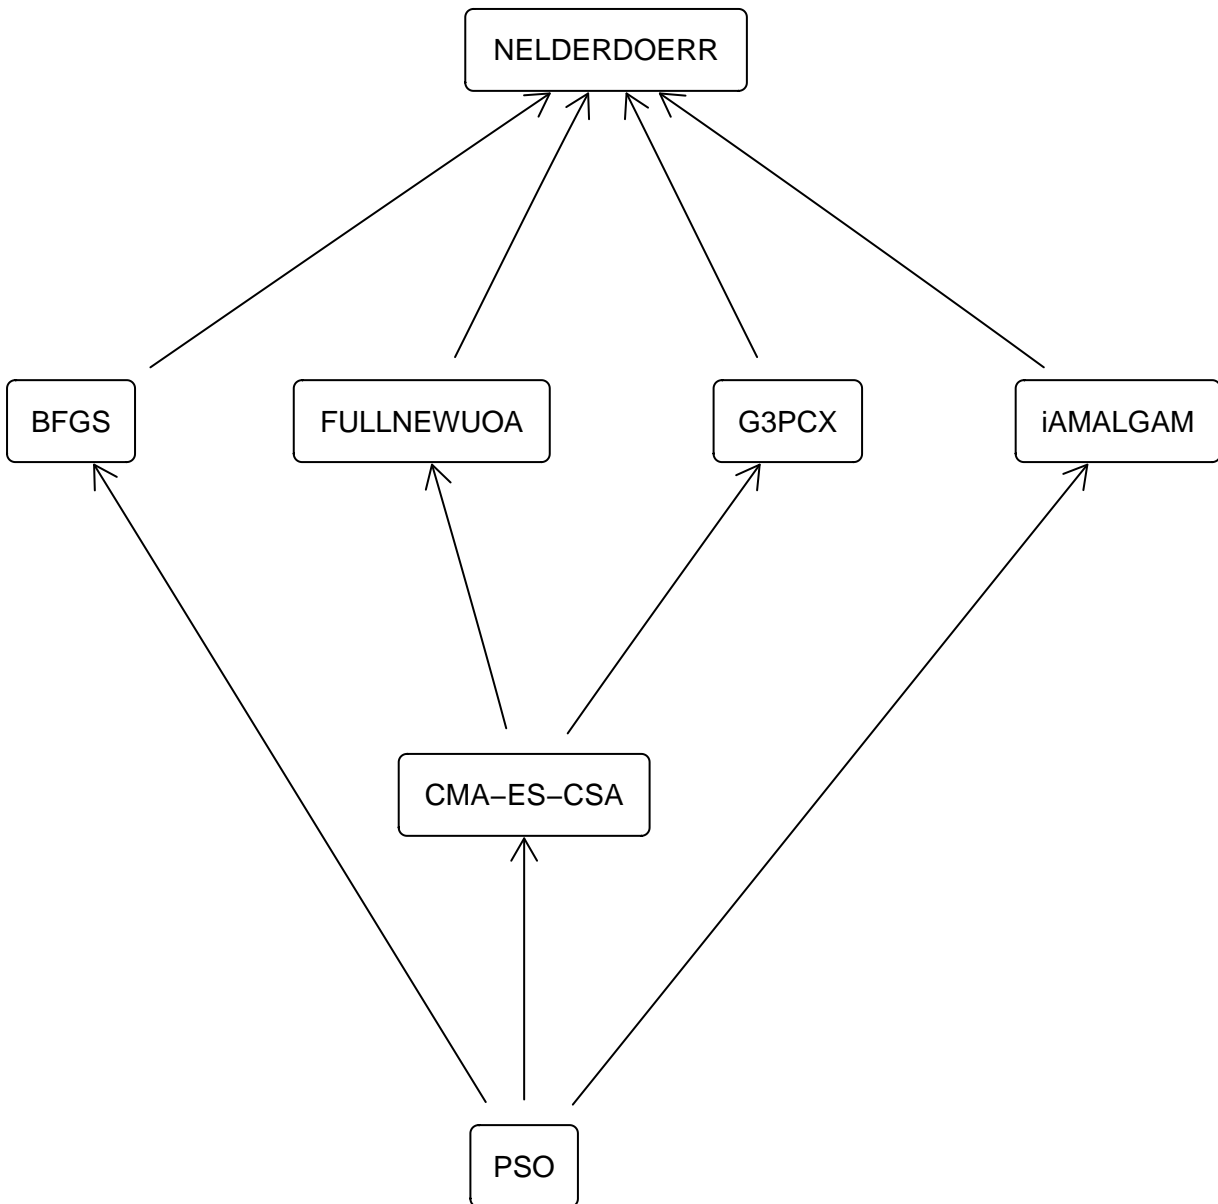 NELDERDOERR
BFGS
FULLNEWUOA
G3PCX
iAMALGAM
CMA−ES−CSA
PSO